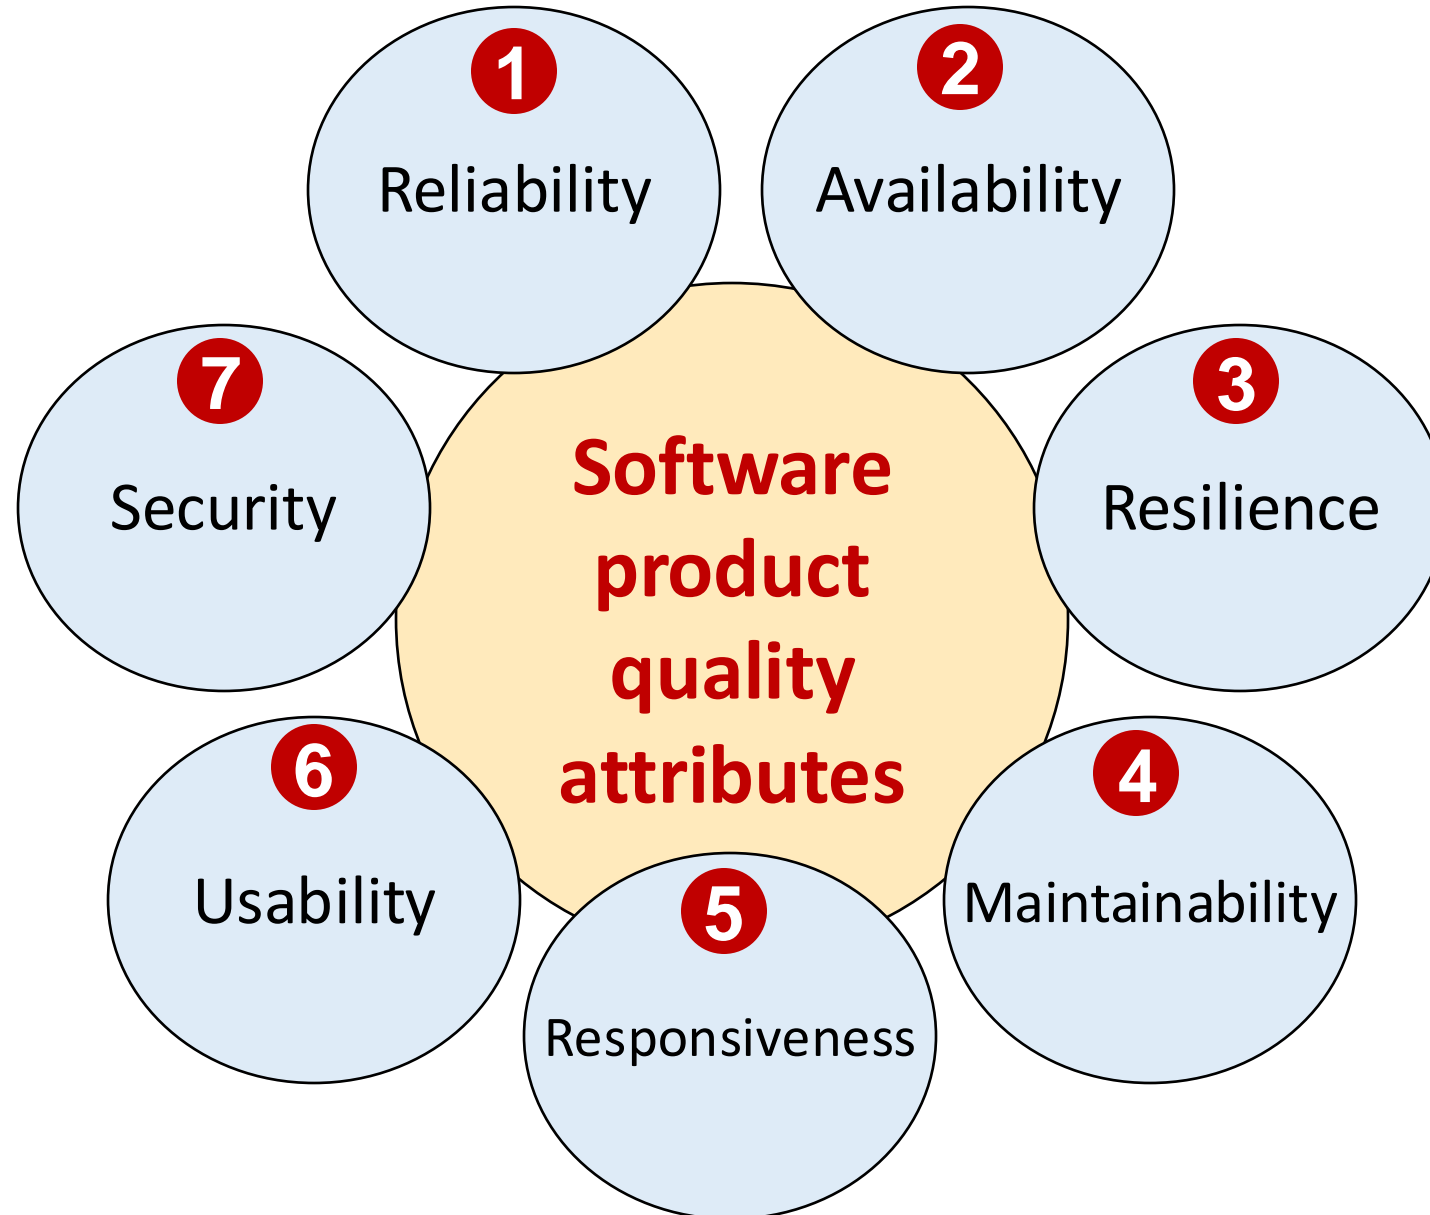 1
Reliability
2
Availability
3
Resilience
4
Maintainability
5
Responsiveness
6
Usability
7
Security
Software
product
quality
attributes